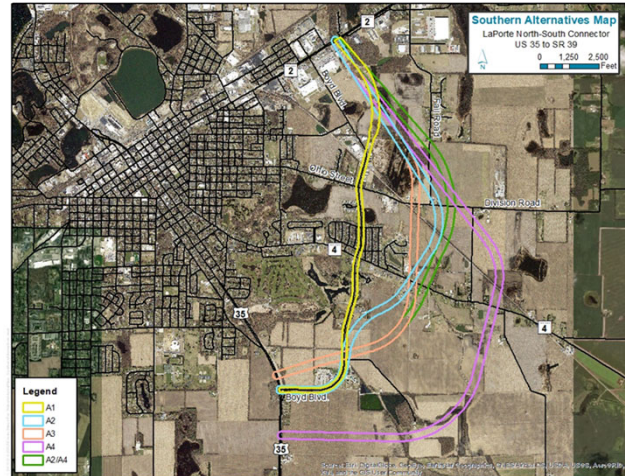 Southern Alternatives Map
LaPorte North-South Connector
US 35 to SR 39
N
0 1,250 2,500
Feet
2
2
Boyd Blvd.
Fail Road
Ohio Street
Division Road
4
35
4
Boyd Blvd.
35
Legend
A1
A2
A3
A4
A2/A4